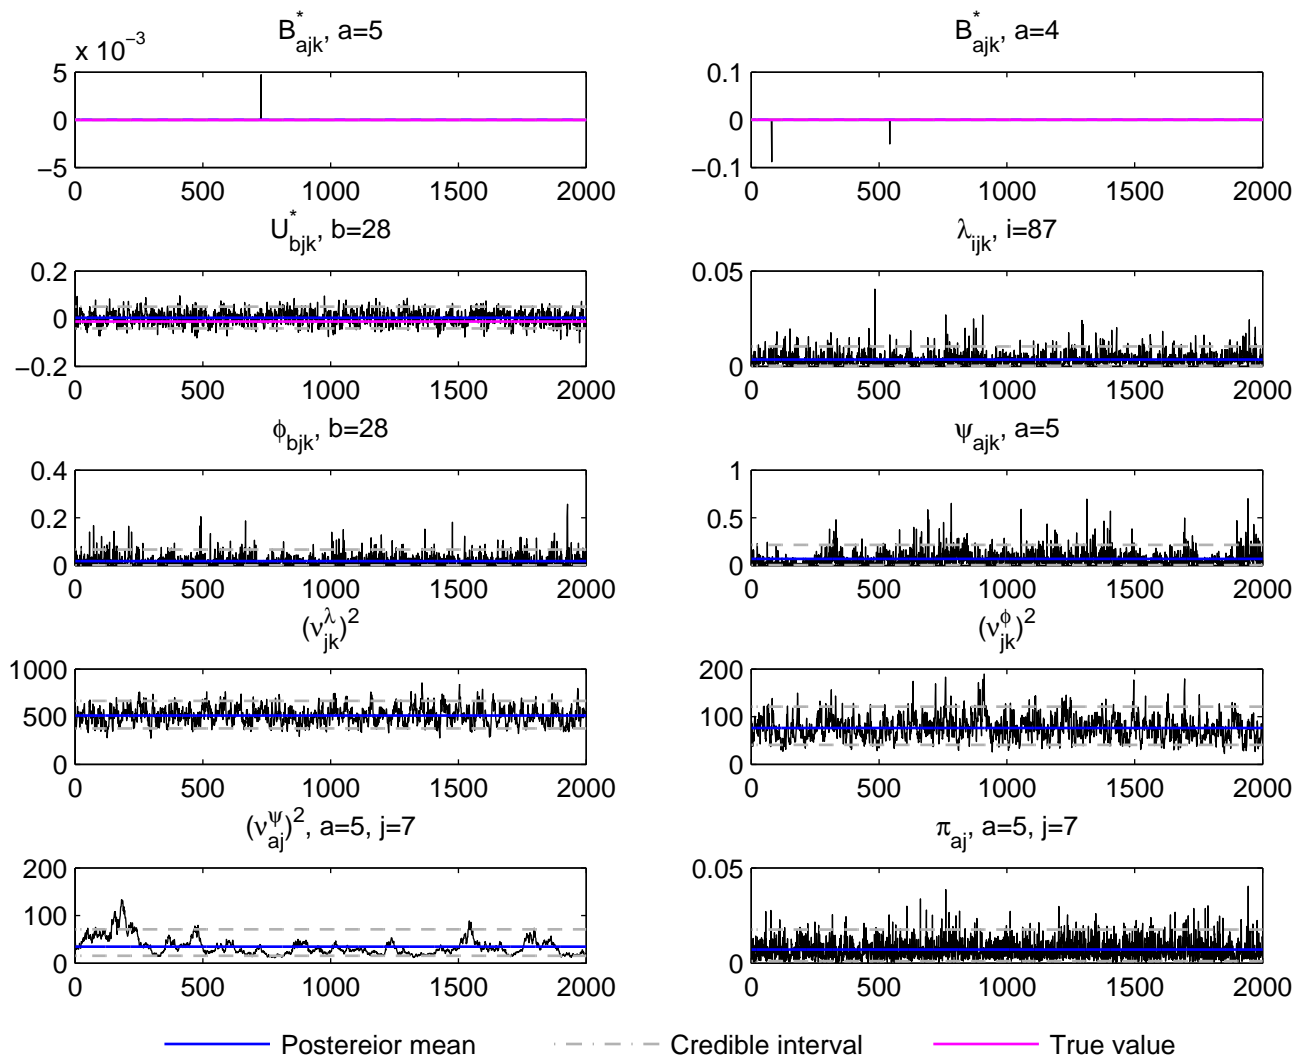 B*ajk, a=5
x 10−3
5
0
−5
0 500 1000 1500 2000
B*ajk, a=4
0.1
0
−0.1
0 500 1000 1500 2000
U*bjk, b=28
0.2
0
−0.2
0 500 1000 1500 2000
λijk, i=87
0.05
0
0 500 1000 1500 2000
ϕbjk, b=28
0.4
0.2
0
0 500 1000 1500 2000
ψajk, a=5
1
0.5
0
0 500 1000 1500 2000
(νλjk)2
1000
500
0
0 500 1000 1500 2000
(νϕjk)2
200
100
0
0 500 1000 1500 2000
(νψaj)2, a=5, j=7
200
100
0
0 500 1000 1500 2000
πaj, a=5, j=7
0.05
0
0 500 1000 1500 2000
Postereior mean Credible interval True value